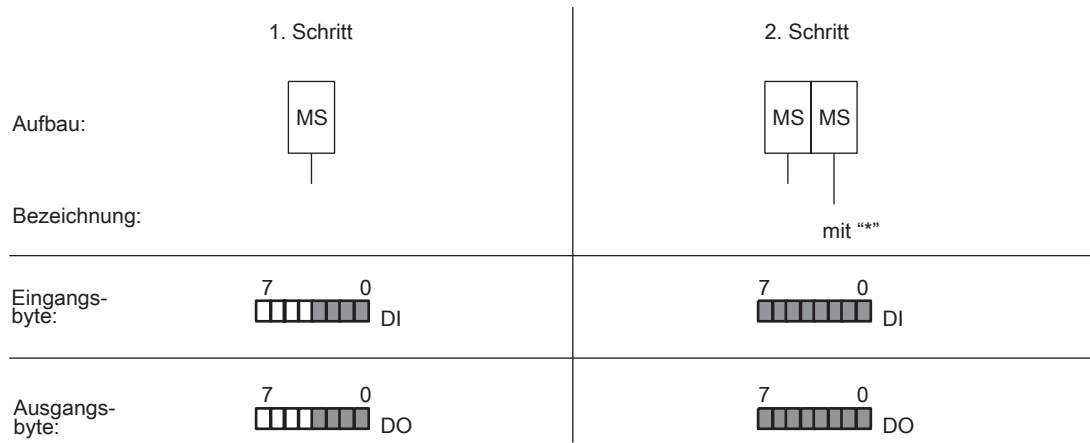 1. Schritt
2. Schritt
Aufbau:
MS
MS MS
Bezeichnung:
mit “*”
Eingangs-
byte:
7 0
DI
7 0
DI
Ausgangs-
byte:
7 0
DO
7 0
DO